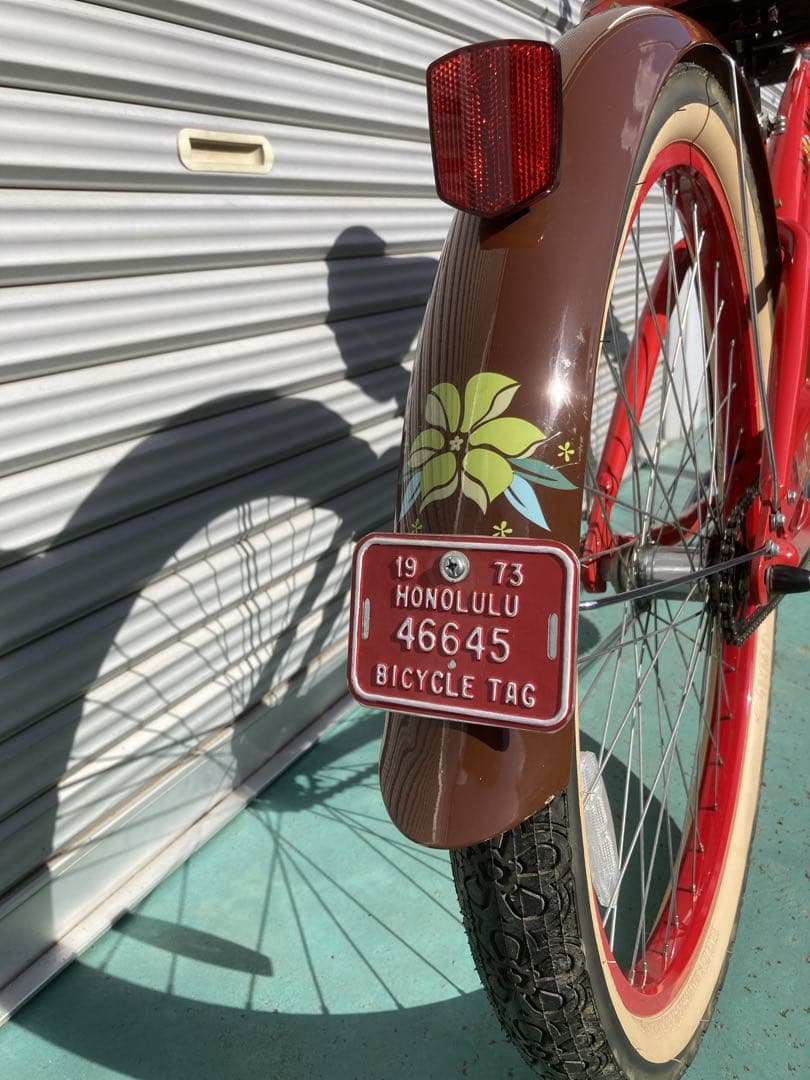 19 73
HONOLULU
46645
BICYCLE TAG